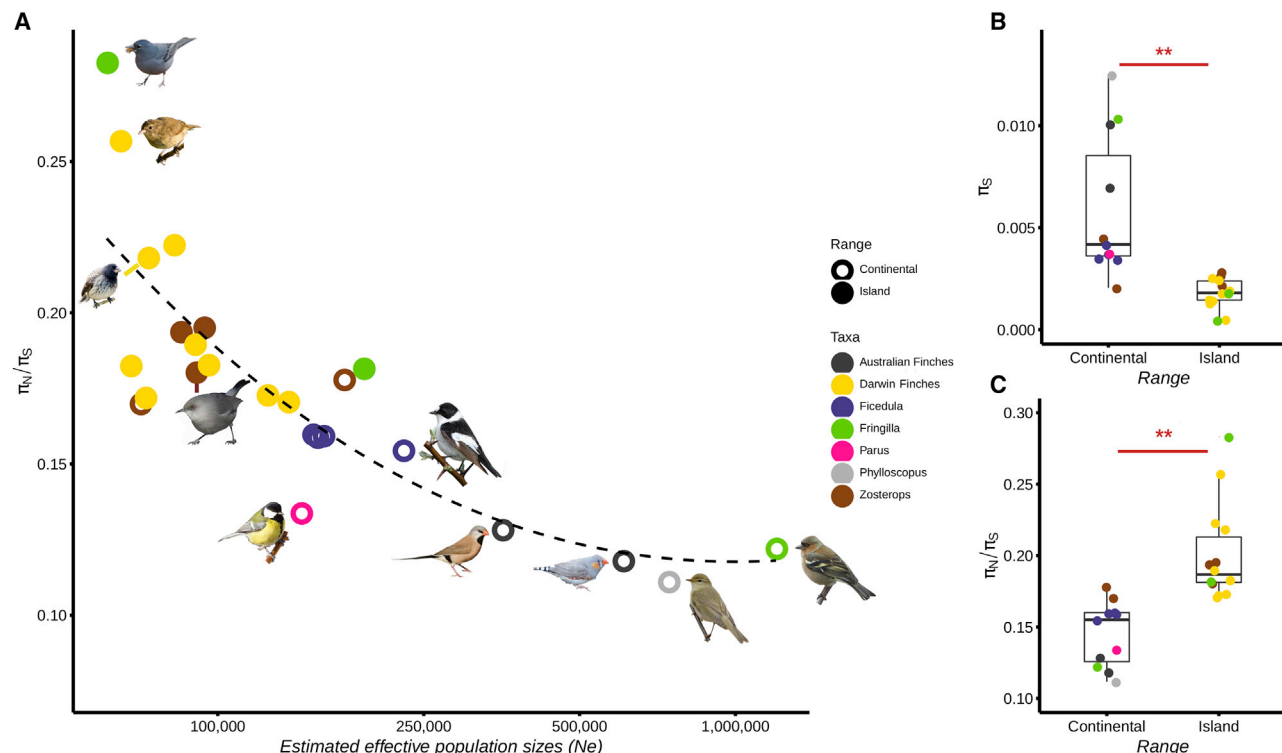 A
0.25
0.20
0.15
0.10
πN/πS
100,000
250,000
500,000
1,000,000
Estimated effective population sizes (Ne)
Range
Continental
Island
Taxa
Australian Finches
Darwin Finches
Ficedula
Fringilla
Parus
Phylloscopus
Zosterops
B
**
0.010
0.005
0.000
πS
Continental
Island
Range
C
0.30
**
0.25
0.20
0.15
0.10
πN/πS
Continental
Island
Range